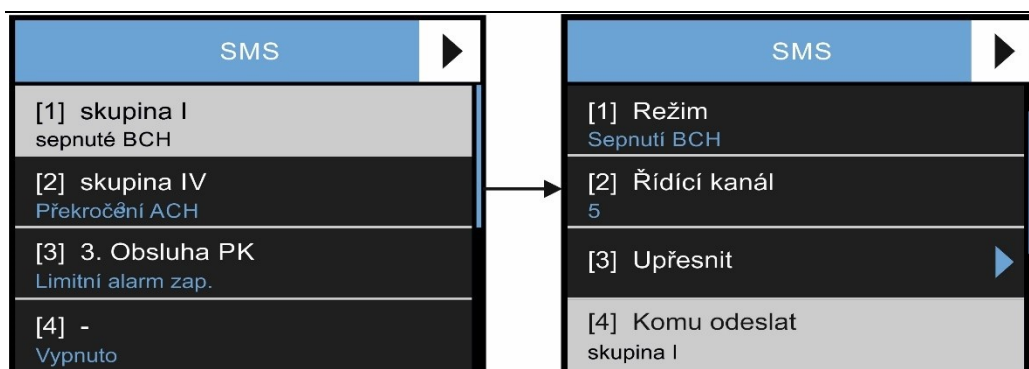 SMS
[1] skupina I
sepnuté BCH
[2] skupina IV
Překročení ACH
[3] 3. Obsluha PK
Limitní alarm zap.
[4] -
Vypnuto
SMS
[1] Režim
Sepnutí BCH
[2] Řídící kanál
5
[3] Upřesnit
[4] Komu odeslat
skupina I